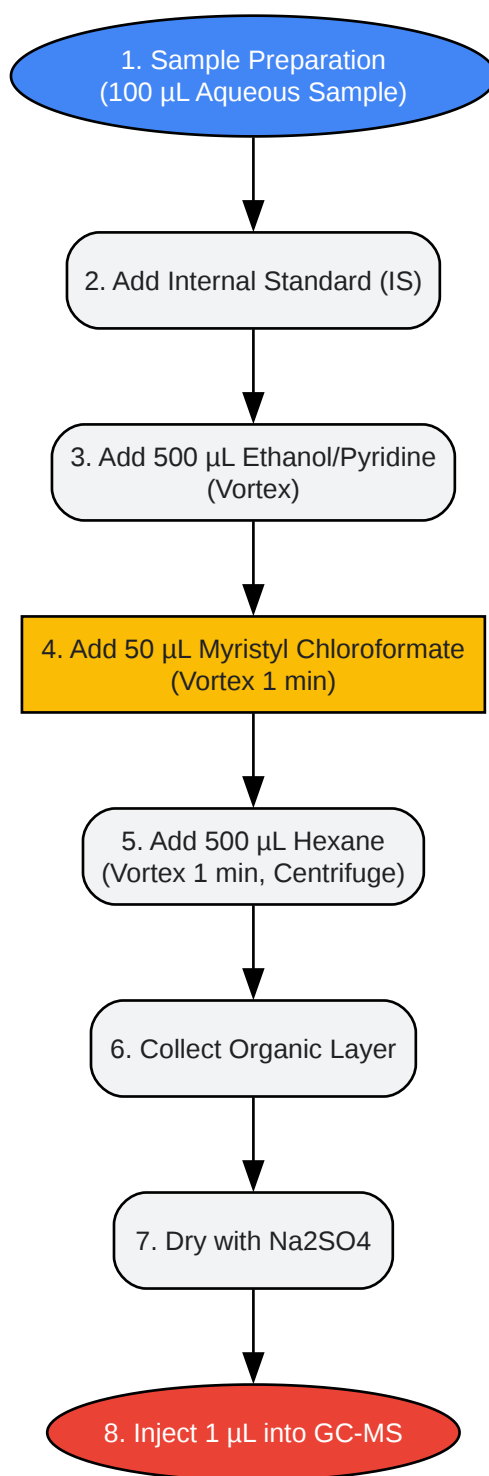 1. Sample Preparation
(100 µL Aqueous Sample)
2. Add Internal Standard (IS)
3. Add 500 µL Ethanol/Pyridine
(Vortex)
4. Add 50 µL Myristyl Chloroformate
(Vortex 1 min)
5. Add 500 µL Hexane
(Vortex 1 min, Centrifuge)
6. Collect Organic Layer
7. Dry with Na2SO4
8. Inject 1 µL into GC-MS